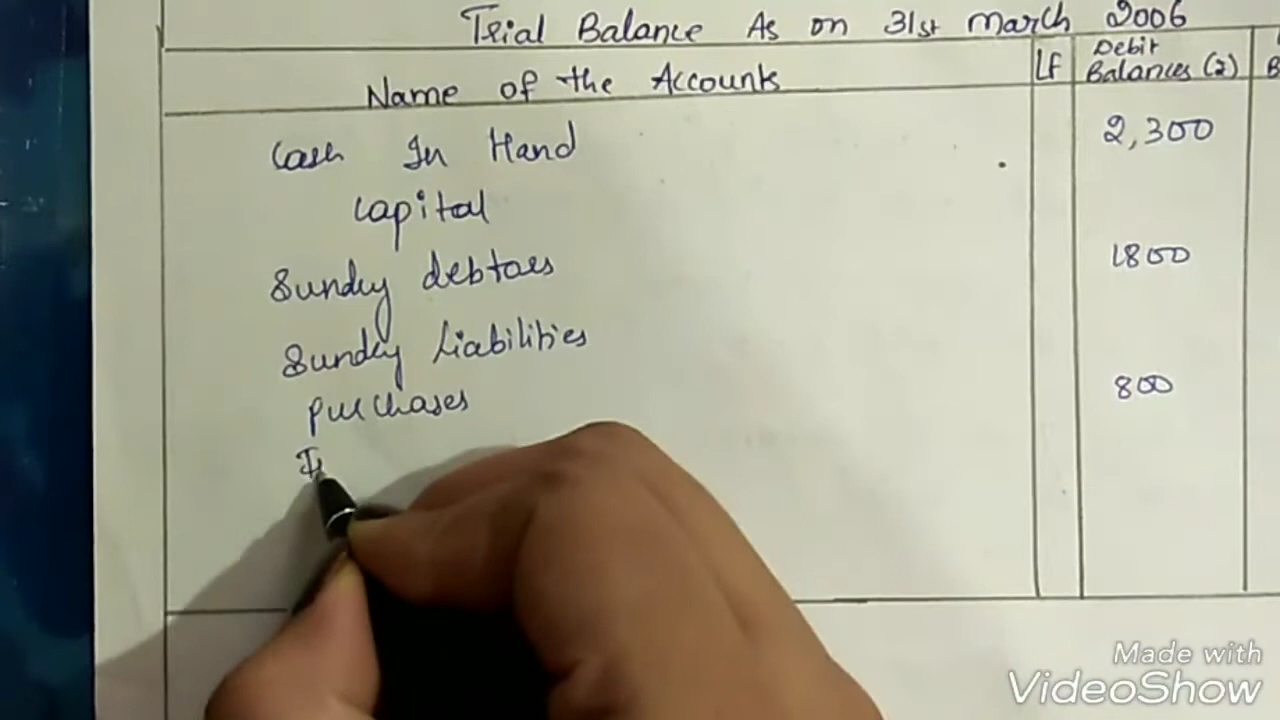 Trial Balance As on 31st March 2006
Name of the Accounts LF Debit Balances (₹) B
Cash In Hand 2,300
Capital
Sundry debtors 1800
Sundry Liabilities
Purchases 800
Made with
VideoShow